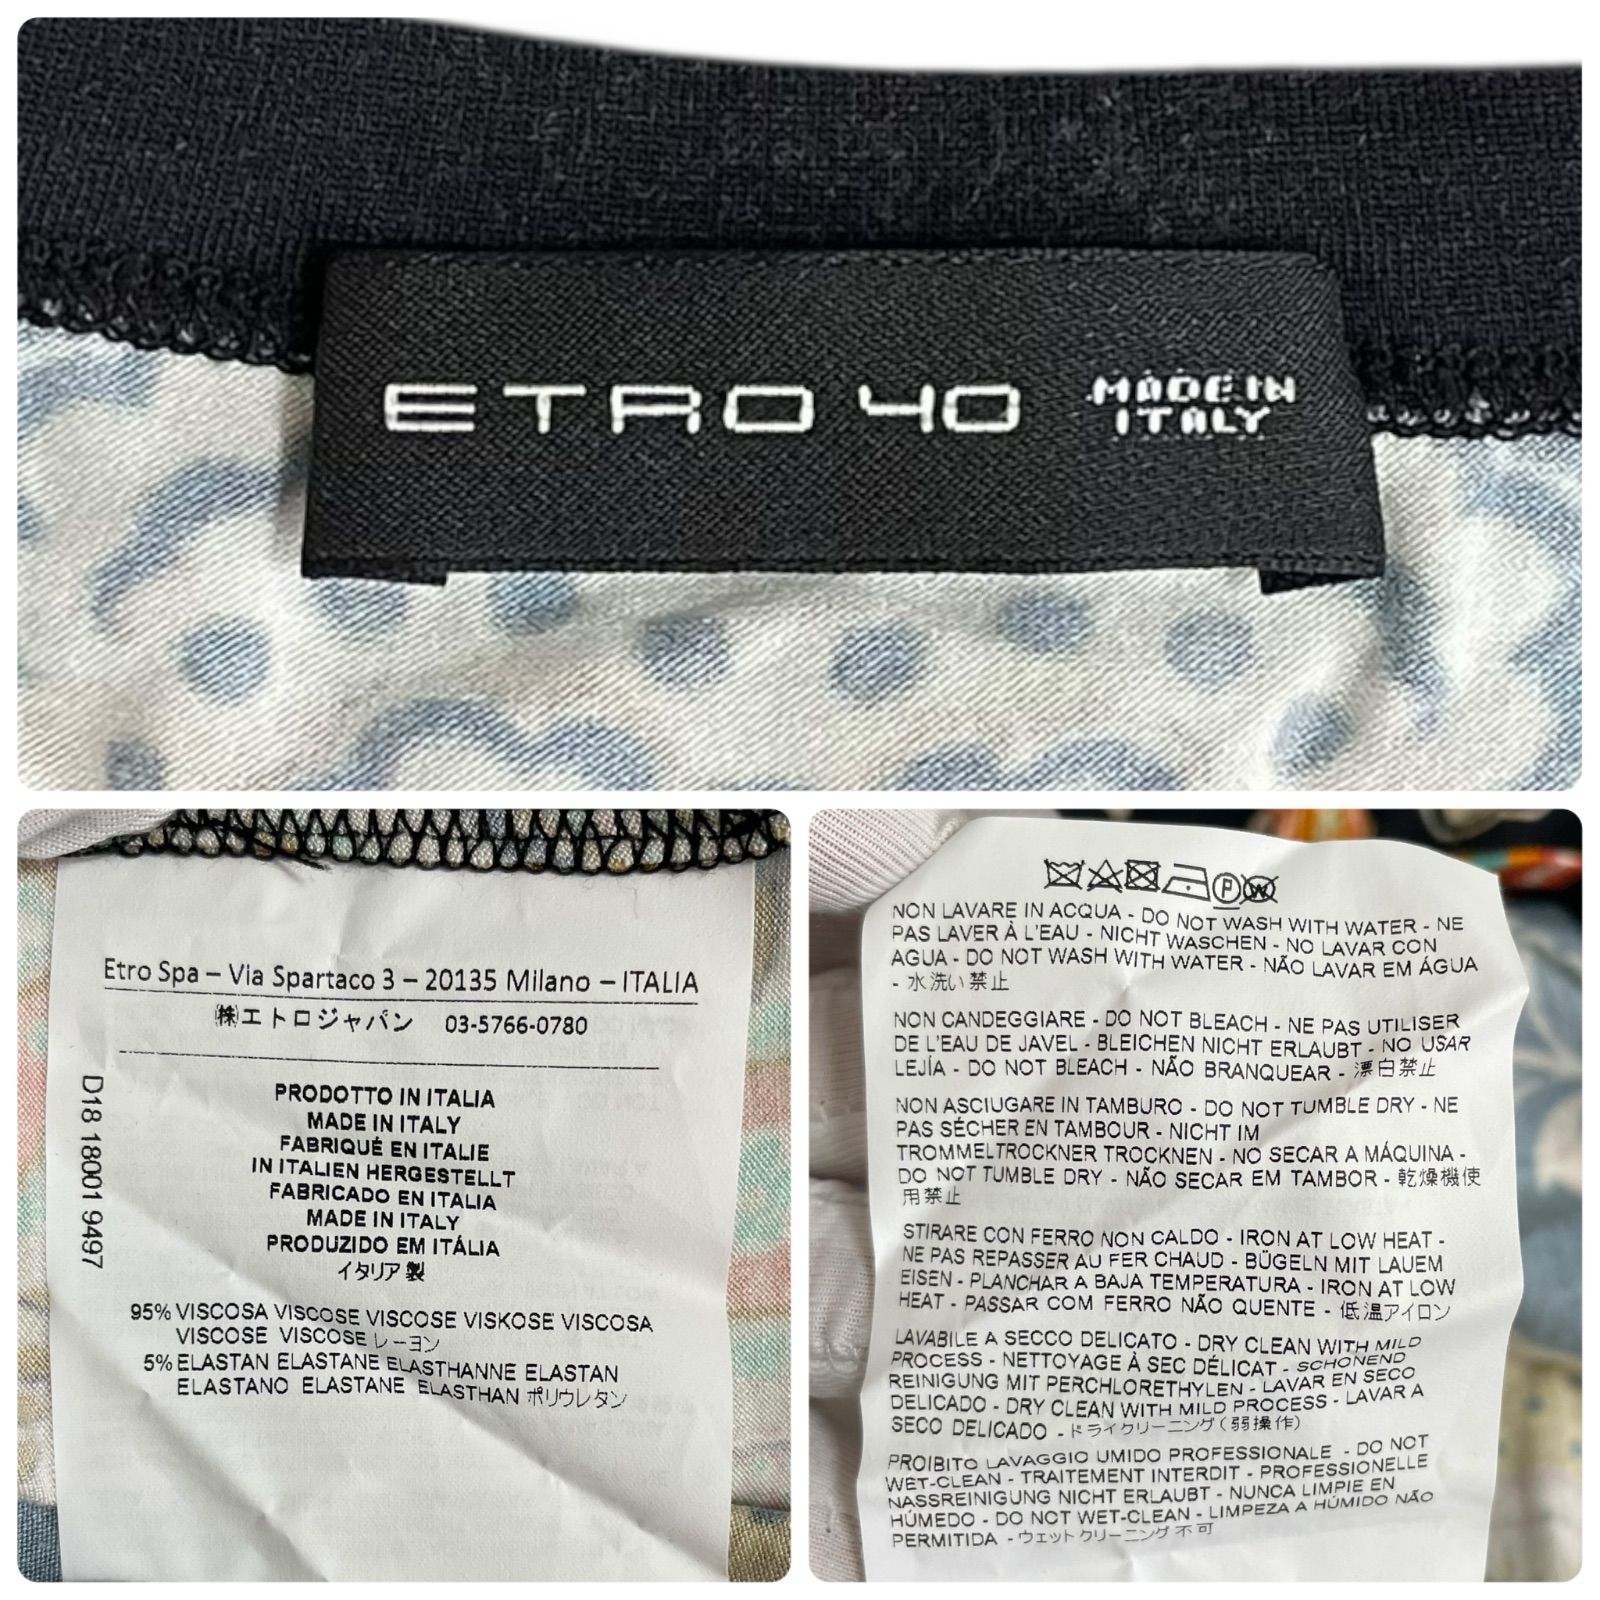 ETRO 40 MADE IN
ITALY
Etro Spa – Via Spartaco 3 – 20135 Milano – ITALIA
㈱エトロジャパン 03-5766-0780
PRODOTTO IN ITALIA
MADE IN ITALY
FABRIQUÉ EN ITALIE
IN ITALIEN HERGESTELLT
FABRICADO EN ITALIA
MADE IN ITALY
PRODUZIDO EM ITÁLIA
イタリア製
D18 18001 9497
95% VISCOSA VISCOSE VISCOSE VISKOSE VISCOSA
VISCOSE VISCOSE レーヨン
5% ELASTAN ELASTANE ELASTHANNE ELASTAN
ELASTANO ELASTANE ELASTHAN ポリウレタン
NON LAVARE IN ACQUA - DO NOT WASH WITH WATER - NE
PAS LAVER À L'EAU - NICHT WASCHEN - NO LAVAR CON
AGUA - DO NOT WASH WITH WATER - NÃO LAVAR EM ÁGUA
- 水洗い禁止
NON CANDEGGIARE - DO NOT BLEACH - NE PAS UTILISER
DE L'EAU DE JAVEL - BLEICHEN NICHT ERLAUBT - NO USAR
LEJÍA - DO NOT BLEACH - NÃO BRANQUEAR -漂白禁止
NON ASCIUGARE IN TAMBURO - DO NOT TUMBLE DRY - NE
PAS SÉCHER EN TAMBOUR - NICHT IM
TROMMELTROCKNER TROCKNEN - NO SECAR A MÁQUINA -
DO NOT TUMBLE DRY - NÃO SECAR EM TAMBOR - 乾燥機使
用禁止
STIRARE CON FERRO NON CALDO - IRON AT LOW HEAT -
NE PAS REPASSER AU FER CHAUD - BÜGELN MIT LAUEM
EISEN - PLANCHAR A BAJA TEMPERATURA - IRON AT LOW
HEAT - PASSAR COM FERRO NÃO QUENTE - 低温アイロン
LAVABILE A SECCO DELICATO - DRY CLEAN WITH MILD
PROCESS - NETTOYAGE À SEC DÉLICAT - SCHONEND
REINIGUNG MIT PERCHLORETHYLEN - LAVAR EN SECO
DELICADO - DRY CLEAN WITH MILD PROCESS - LAVAR A
SECO DELICADO - ドライクリーニング(弱操作)
PROIBITO LAVAGGIO UMIDO PROFESSIONALE - DO NOT
WET-CLEAN - TRAITEMENT INTERDIT - PROFESSIONELLE
NASSREINIGUNG NICHT ERLAUBT - NUNCA LIMPIE EN
HÚMEDO - DO NOT WET-CLEAN - LIMPEZA A HÚMIDO NÃO
PERMITIDA - ウェットクリーニング不可